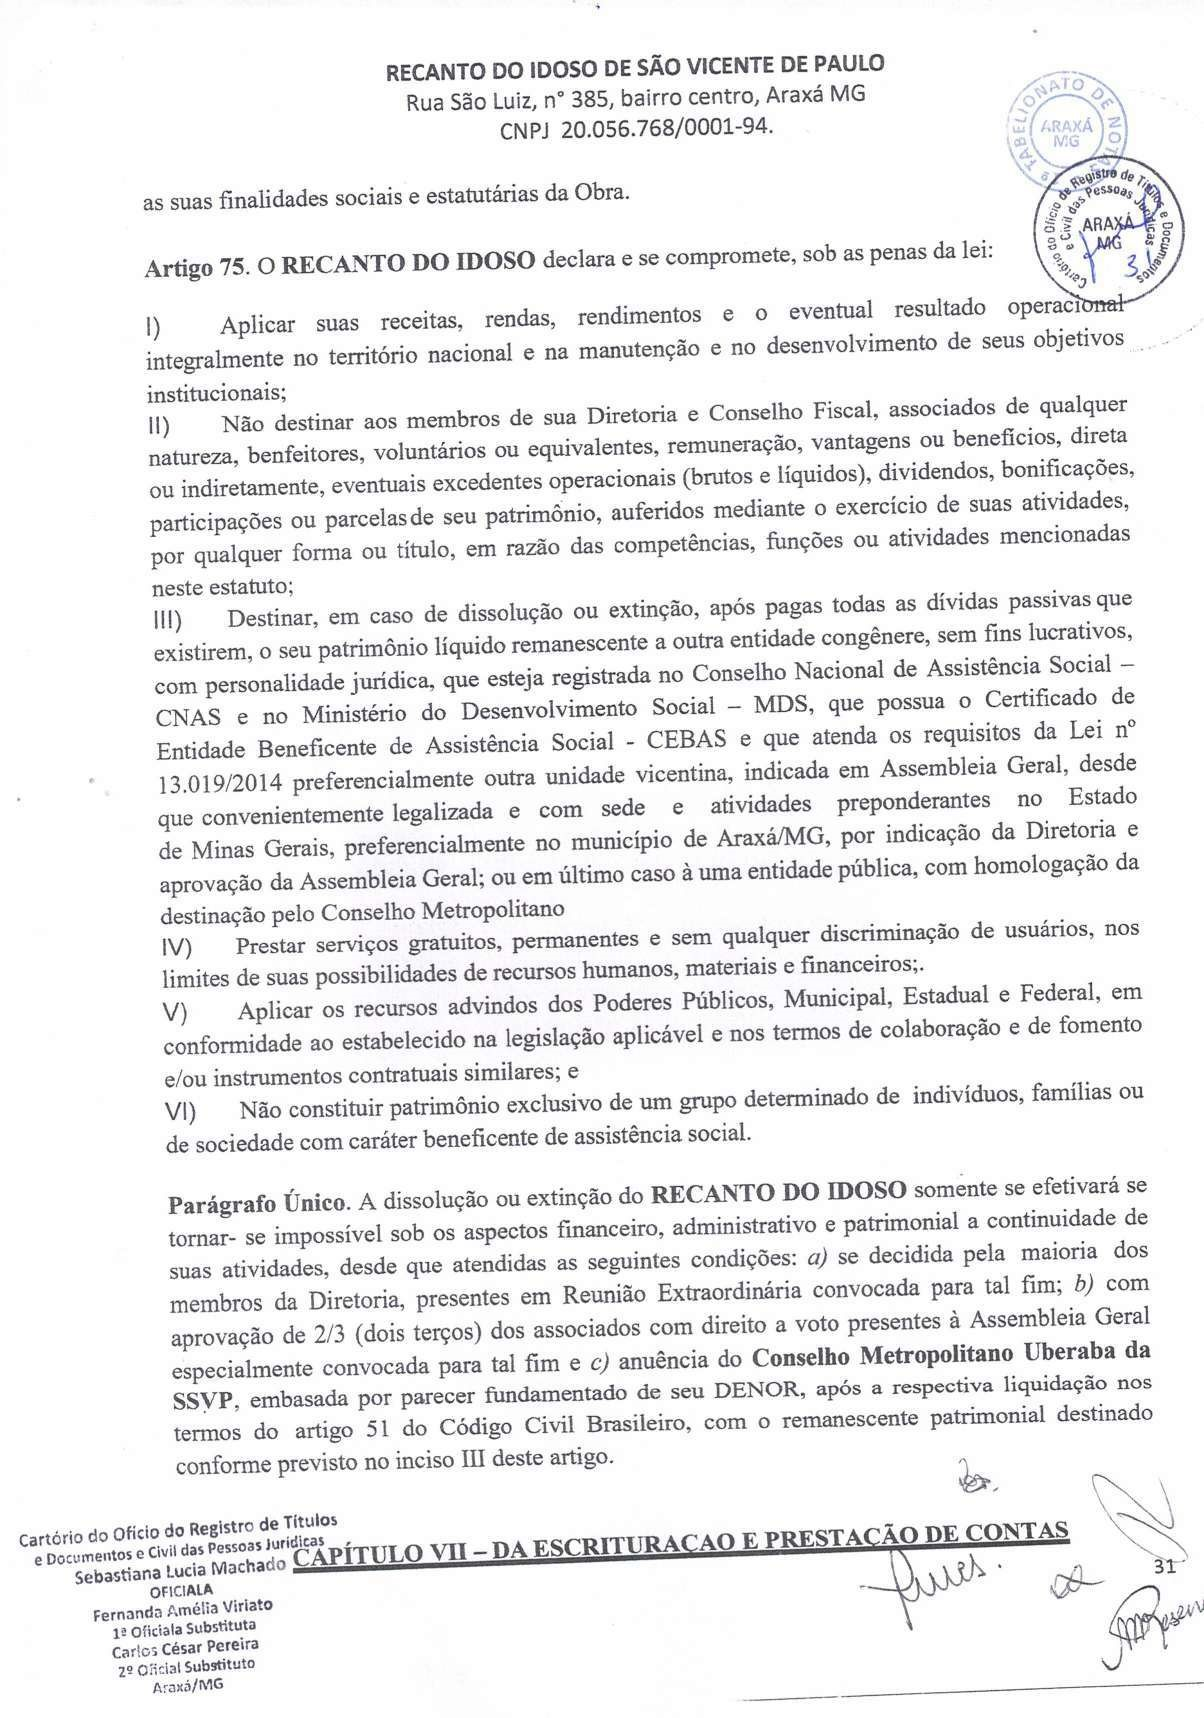 RECANTO DO IDOSO DE SÃO VICENTE DE PAULO
Rua São Luiz, n° 385, bairro centro, Araxá MG
CNPJ 20.056.768/0001-94.
TABELIONATO DE NOTAS
ARAXÁ
MG
Cartório do Ofício de Registro de Títulos e Documentos
e Civil das Pessoas Jurídicas
ARAXÁ
MG
31
as suas finalidades sociais e estatutárias da Obra.
Artigo 75. O RECANTO DO IDOSO declara e se compromete, sob as penas da lei:
I) Aplicar suas receitas, rendas, rendimentos e o eventual resultado operacional
integralmente no território nacional e na manutenção e no desenvolvimento de seus objetivos
institucionais;
II) Não destinar aos membros de sua Diretoria e Conselho Fiscal, associados de qualquer
natureza, benfeitores, voluntários ou equivalentes, remuneração, vantagens ou benefícios, direta
ou indiretamente, eventuais excedentes operacionais (brutos e líquidos), dividendos, bonificações,
participações ou parcelasde seu patrimônio, auferidos mediante o exercício de suas atividades,
por qualquer forma ou título, em razão das competências, funções ou atividades mencionadas
neste estatuto;
III) Destinar, em caso de dissolução ou extinção, após pagas todas as dívidas passivas que
existirem, o seu patrimônio líquido remanescente a outra entidade congênere, sem fins lucrativos,
com personalidade jurídica, que esteja registrada no Conselho Nacional de Assistência Social –
CNAS e no Ministério do Desenvolvimento Social – MDS, que possua o Certificado de
Entidade Beneficente de Assistência Social - CEBAS e que atenda os requisitos da Lei nº
13.019/2014 preferencialmente outra unidade vicentina, indicada em Assembleia Geral, desde
que convenientemente legalizada e com sede e atividades preponderantes no Estado
de Minas Gerais, preferencialmente no município de Araxá/MG, por indicação da Diretoria e
aprovação da Assembleia Geral; ou em último caso à uma entidade pública, com homologação da
destinação pelo Conselho Metropolitano
IV) Prestar serviços gratuitos, permanentes e sem qualquer discriminação de usuários, nos
limites de suas possibilidades de recursos humanos, materiais e financeiros;.
V) Aplicar os recursos advindos dos Poderes Públicos, Municipal, Estadual e Federal, em
conformidade ao estabelecido na legislação aplicável e nos termos de colaboração e de fomento
e/ou instrumentos contratuais similares; e
VI) Não constituir patrimônio exclusivo de um grupo determinado de indivíduos, famílias ou
de sociedade com caráter beneficente de assistência social.
Parágrafo Único. A dissolução ou extinção do RECANTO DO IDOSO somente se efetivará se
tornar- se impossível sob os aspectos financeiro, administrativo e patrimonial a continuidade de
suas atividades, desde que atendidas as seguintes condições: a) se decidida pela maioria dos
membros da Diretoria, presentes em Reunião Extraordinária convocada para tal fim; b) com
aprovação de 2/3 (dois terços) dos associados com direito a voto presentes à Assembleia Geral
especialmente convocada para tal fim e c) anuência do Conselho Metropolitano Uberaba da
SSVP, embasada por parecer fundamentado de seu DENOR, após a respectiva liquidação nos
termos do artigo 51 do Código Civil Brasileiro, com o remanescente patrimonial destinado
conforme previsto no inciso III deste artigo.
CAPÍTULO VII – DA ESCRITURACAO E PRESTAÇÃO DE CONTAS
31
Cartório do Oficio do Registro de Títulos
e Documentos e Civil das Pessoas Jurídicas
Sebastiana Lucia Machado
OFICIALA
Fernanda Amélia Viriato
1ª Oficiala Substituta
Carlos César Pereira
2º Oficial Substituto
Araxá/MG